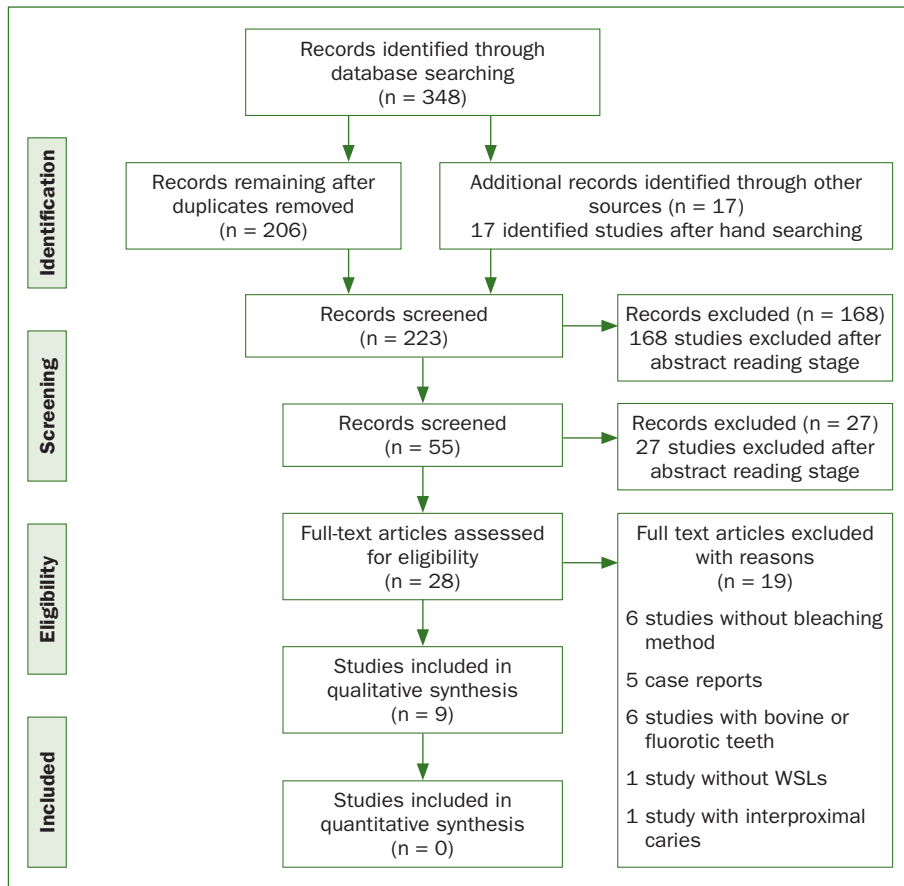 Records identified through
database searching
(n = 348)
Identification
Records remaining after
duplicates removed
(n = 206)
Additional records identified through other
sources (n = 17)
17 identified studies after hand searching
Screening
Records screened
(n = 223)
Records excluded (n = 168)
168 studies excluded after
abstract reading stage
Records screened
(n = 55)
Records excluded (n = 27)
27 studies excluded after
abstract reading stage
Eligibility
Full-text articles assessed
for eligibility
(n = 28)
Full text articles excluded
with reasons
(n = 19)
6 studies without bleaching
method
5 case reports
6 studies with bovine or
fluorotic teeth
1 study without WSLs
1 study with interproximal
caries
Studies included in
qualitative synthesis
(n = 9)
Included
Studies included in
quantitative synthesis
(n = 0)